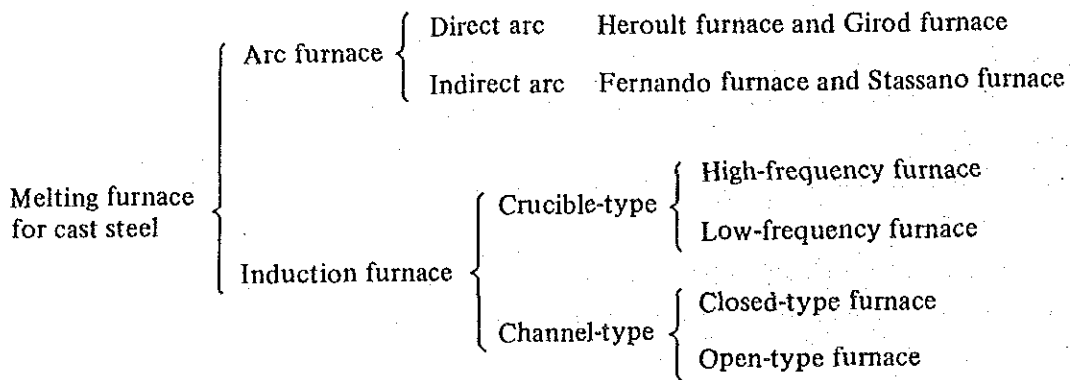 Direct arc Heroult furnace and Girod furnace
Arc furnace
Indirect arc Fernando furnace and Stassano furnace
High-frequency furnace
Crucible-type
Low-frequency furnace
Melting furnace
for cast steel
Induction furnace
Closed-type furnace
Channel-type
Open-type furnace